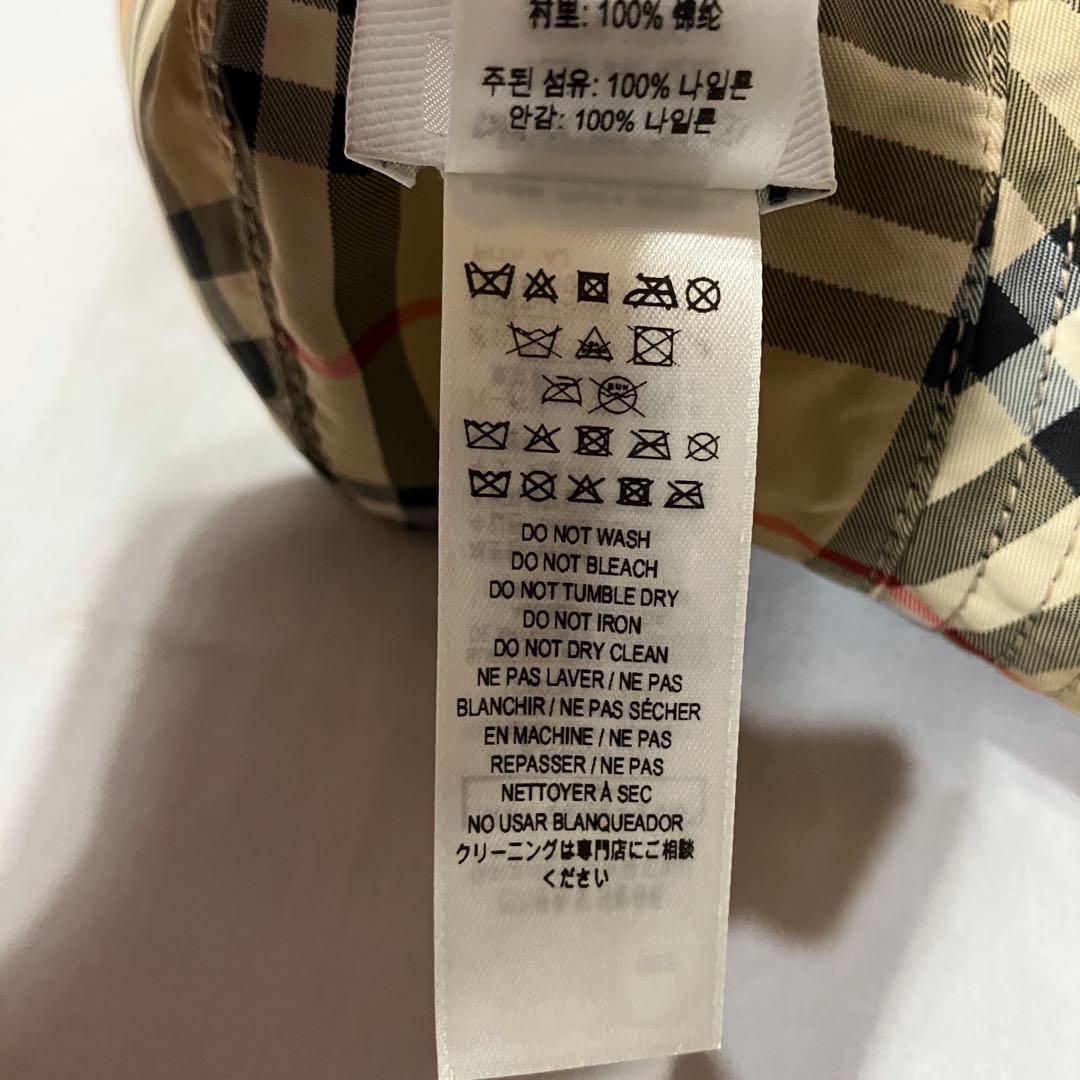 衬里: 100% 锦纶
주된 섬유: 100% 나일론
안감: 100% 나일론
DO NOT WASH
DO NOT BLEACH
DO NOT TUMBLE DRY
DO NOT IRON
DO NOT DRY CLEAN
NE PAS LAVER / NE PAS
BLANCHIR / NE PAS SÉCHER
EN MACHINE / NE PAS
REPASSER / NE PAS
NETTOYER À SEC
NO USAR BLANQUEADOR
クリーニングは専門店にご相談
ください